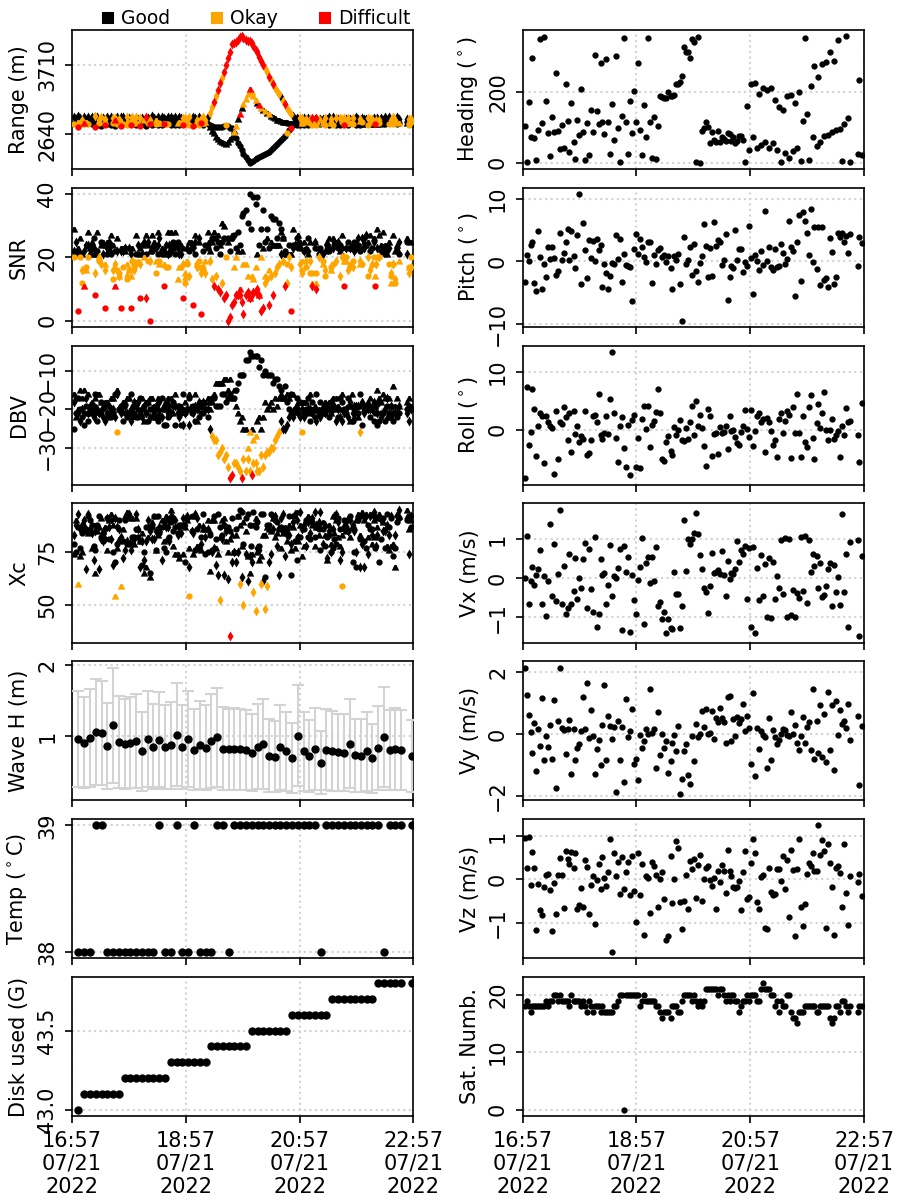 Good Okay Difficult
Range (m)
3710
2640
Heading (°)
200
0
SNR
40
20
0
Pitch (°)
10
0
−10
DBV
−10
−20
−30
Roll (°)
10
0
Xc
75
50
Vx (m/s)
1
0
−1
Wave H (m)
2
1
Vy (m/s)
2
0
−2
Temp (°C)
39
38
Vz (m/s)
1
0
−1
Disk used (G)
43.5
43.0
Sat. Numb.
20
10
0
16:57 18:57 20:57 22:57 16:57 18:57 20:57 22:57
07/21 07/21 07/21 07/21 07/21 07/21 07/21 07/21
2022 2022 2022 2022 2022 2022 2022 2022